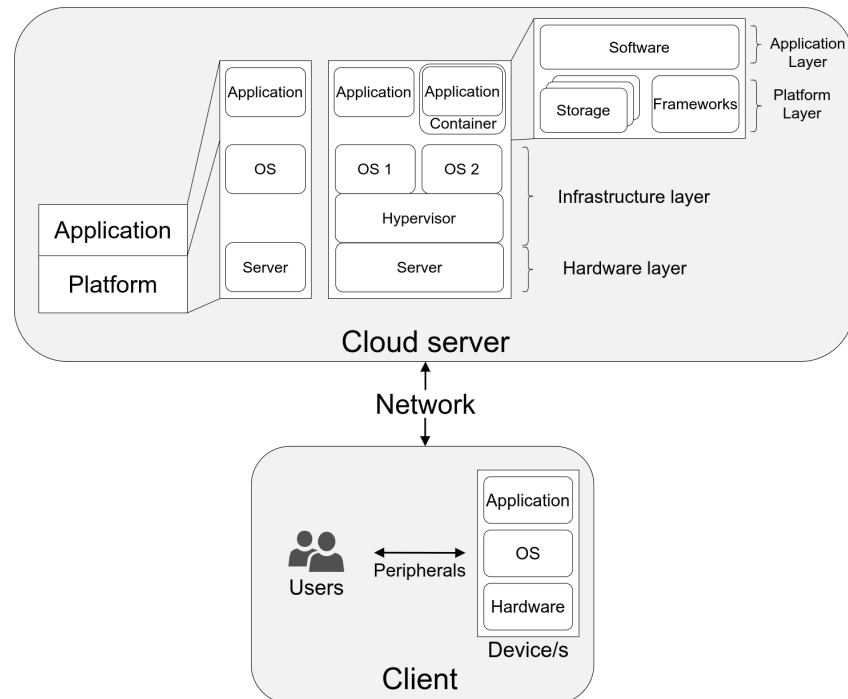 Application
Platform
Application
OS
Server
Application
Application
Container
OS 1
OS 2
Hypervisor
Server
Software
Storage
Frameworks
Application
Layer
Platform
Layer
Infrastructure layer
Hardware layer
Cloud server
Network
Users
Peripherals
Application
OS
Hardware
Device/s
Client